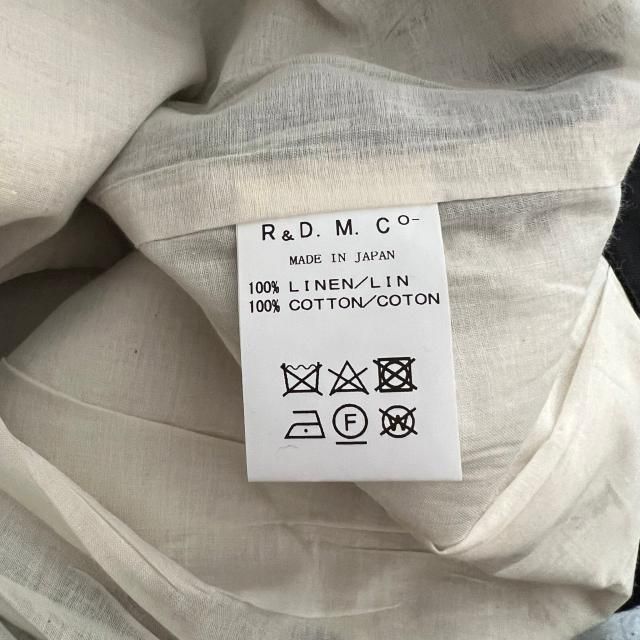 R&D. M. Co-
MADE IN JAPAN
100% LINEN/LIN
100% COTTON/COTON
F W